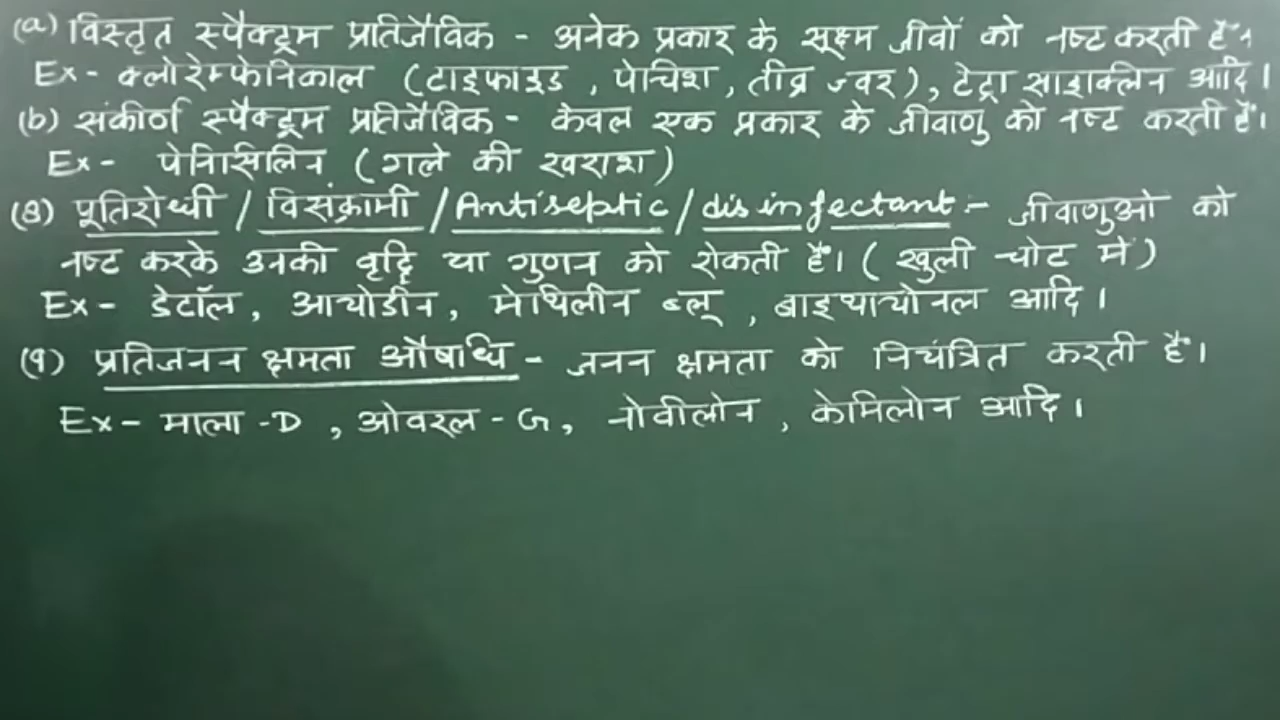 (a) विस्तृत स्पैक्ट्रम प्रतिजैविक - अनेक प्रकार के सूक्ष्म जीवों को नष्ट करती हैं।
Ex - क्लोरेम्फेनिकाल (टाइफाइड , पेचिश , तीव्र ज्वर) , टेट्रा साइक्लिन आदि।
(b) संकीर्ण स्पैक्ट्रम प्रतिजैविक - केवल एक प्रकार के जीवाणु को नष्ट करती हैं।
Ex - पेनिसिलिन (गले की खराश)
(8) पूतिरोधी / विसंक्रामी / Antiseptic / disinfectant :- जीवाणुओ को
नष्ट करके उनकी वृद्धि या गुणन को रोकती हैं। ( खुली चोट में )
Ex - डेटॉल , आयोडीन , मेथिलीन ब्लू , बाइथायोनल आदि ।
(9) प्रतिजनन क्षमता औषधि - जनन क्षमता को नियंत्रित करती हैं।
Ex - माला -D , ओवरल - G , नोवीलोन , केमिलोन आदि ।